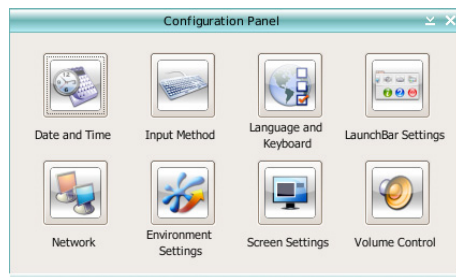 Configuration Panel
Date and Time
Input Method
Language and
Keyboard
LaunchBar Settings
Network
Environment
Settings
Screen Settings
Volume Control